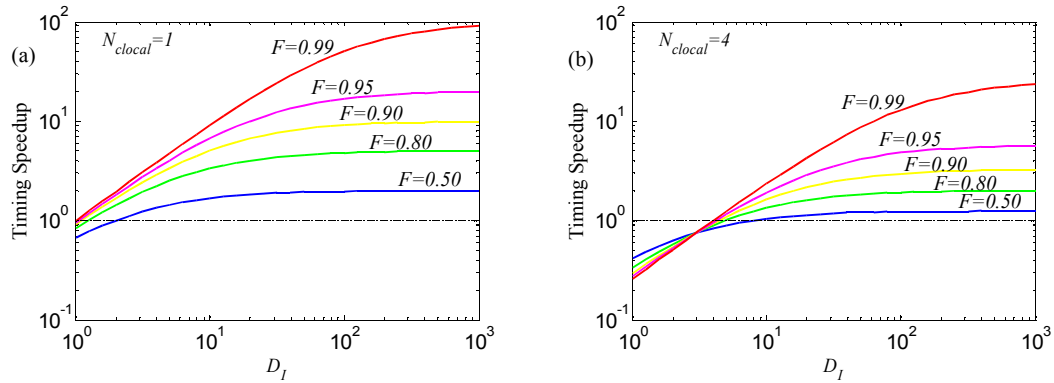 (a)
N_clocal=1
F=0.99
F=0.95
F=0.90
F=0.80
F=0.50
Timing Speedup
10^2
10^1
10^0
10^-1
10^0
10^1
10^2
10^3
D_I
(b)
N_clocal=4
F=0.99
F=0.95
F=0.90
F=0.80
F=0.50
Timing Speedup
10^2
10^1
10^0
10^-1
10^0
10^1
10^2
10^3
D_I